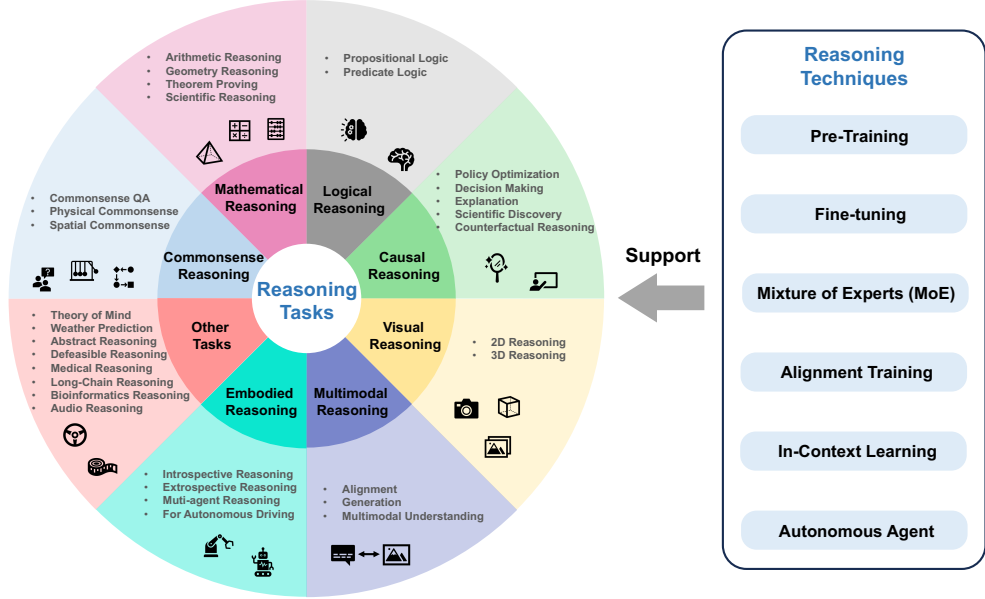 • Arithmetic Reasoning
• Geometry Reasoning
• Theorem Proving
• Scientific Reasoning
Mathematical
Reasoning
• Propositional Logic
• Predicate Logic
Logical
Reasoning
• Policy Optimization
• Decision Making
• Explanation
• Scientific Discovery
• Counterfactual Reasoning
Causal
Reasoning
• Commonsense QA
• Physical Commonsense
• Spatial Commonsense
?
Commonsense
Reasoning
Reasoning
Tasks
• Theory of Mind
• Weather Prediction
• Abstract Reasoning
• Defeasible Reasoning
• Medical Reasoning
• Long-Chain Reasoning
• Bioinformatics Reasoning
• Audio Reasoning
Other
Tasks
Visual
Reasoning
• 2D Reasoning
• 3D Reasoning
Embodied
Reasoning
• Introspective Reasoning
• Extrospective Reasoning
• Muti-agent Reasoning
• For Autonomous Driving
Multimodal
Reasoning
• Alignment
• Generation
• Multimodal Understanding
Support
Reasoning
Techniques
Pre-Training
Fine-tuning
Mixture of Experts (MoE)
Alignment Training
In-Context Learning
Autonomous Agent